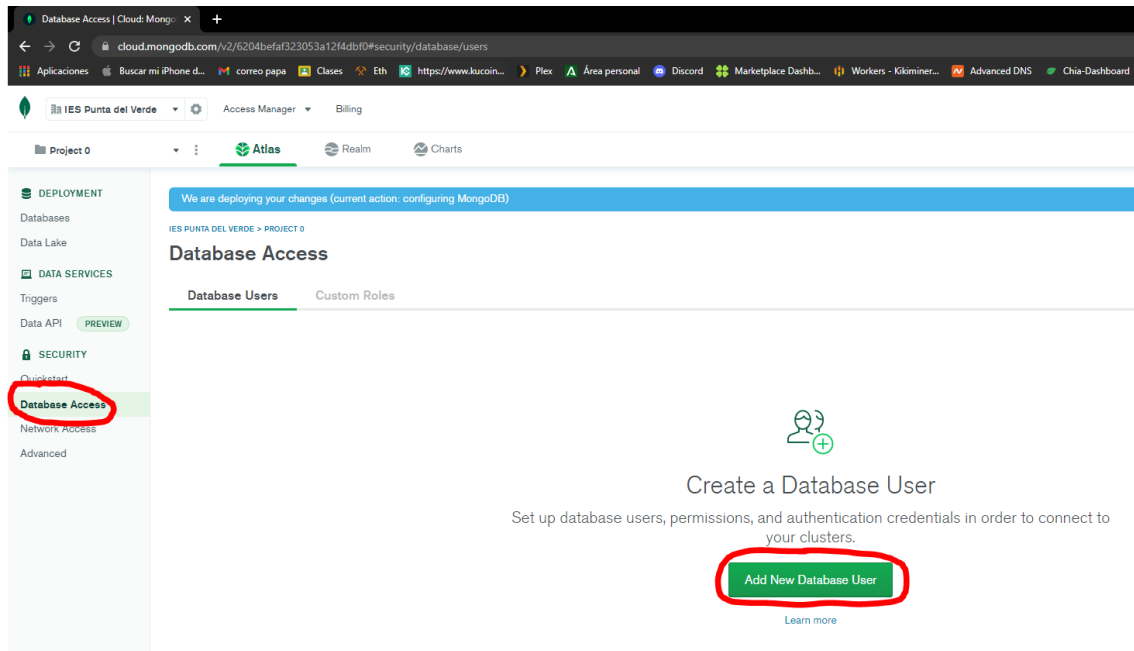 Database Access | Cloud: Mongo
cloud.mongodb.com/v2/6204befaf323053a12f4dbf0#security/database/users
Aplicaciones Buscar mi iPhone d... correo papa Clases Eth https://www.kucoin... Plex Área personal Discord Marketplace Dashb... Workers - Kikiminer... Advanced DNS Chia-Dashboard
IES Punta del Verde Access Manager Billing
Project 0 Atlas Realm Charts
DEPLOYMENT
Databases
Data Lake
DATA SERVICES
Triggers
Data API PREVIEW
SECURITY
Quickstart
Database Access
Network Access
Advanced
We are deploying your changes (current action: configuring MongoDB)
IES PUNTA DEL VERDE > PROJECT 0
Database Access
Database Users Custom Roles
Create a Database User
Set up database users, permissions, and authentication credentials in order to connect to
your clusters.
Add New Database User
Learn more